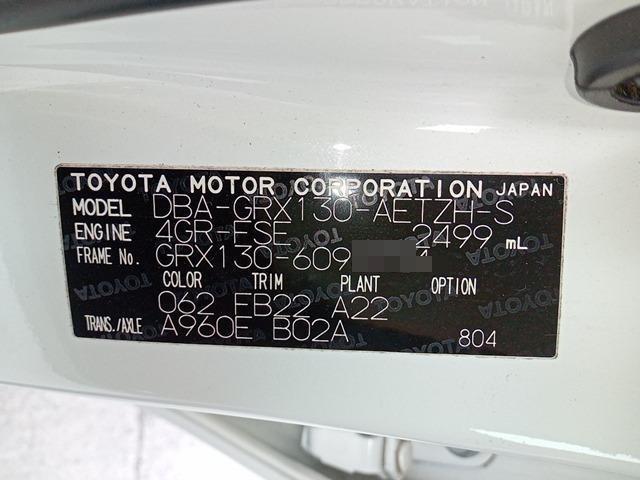 TOYOTA MOTOR CORPORATION JAPAN
MODEL DBA-GRX130-AETZH-S
ENGINE 4GR-FSE 2499 mL
FRAME No. GRX130-609
COLOR TRIM PLANT OPTION
062 FB22 A22
TRANS./AXLE A960E B02A 804